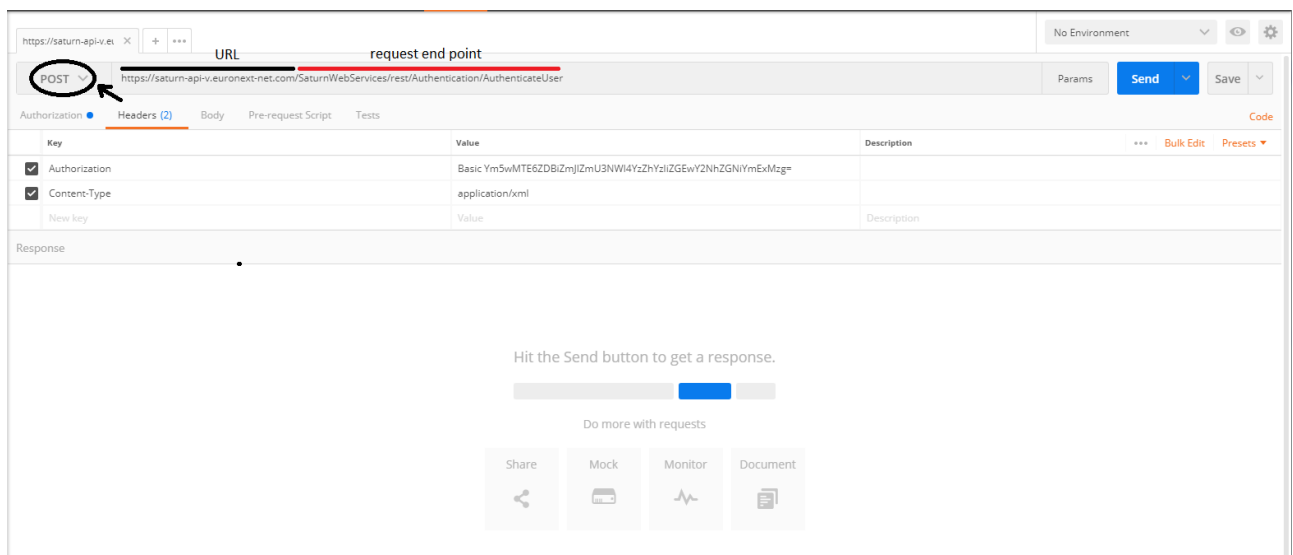 https://saturn-api-v.eu
No Environment
URL
request end point
POST
https://saturn-api-v.euronext-net.com/SaturnWebServices/rest/Authentication/AuthenticateUser
Params
Send
Save
Authorization
Headers (2)
Body
Pre-request Script
Tests
Code
Key
Value
Description
Bulk Edit
Presets
Authorization
Basic Ym5wMTE6ZDBiZmJlZmU3NWI4YzZhYzliZGEwY2NhZGNiYmExMzg=
Content-Type
application/xml
New key
Value
Description
Response
Hit the Send button to get a response.
Do more with requests
Share
Mock
Monitor
Document